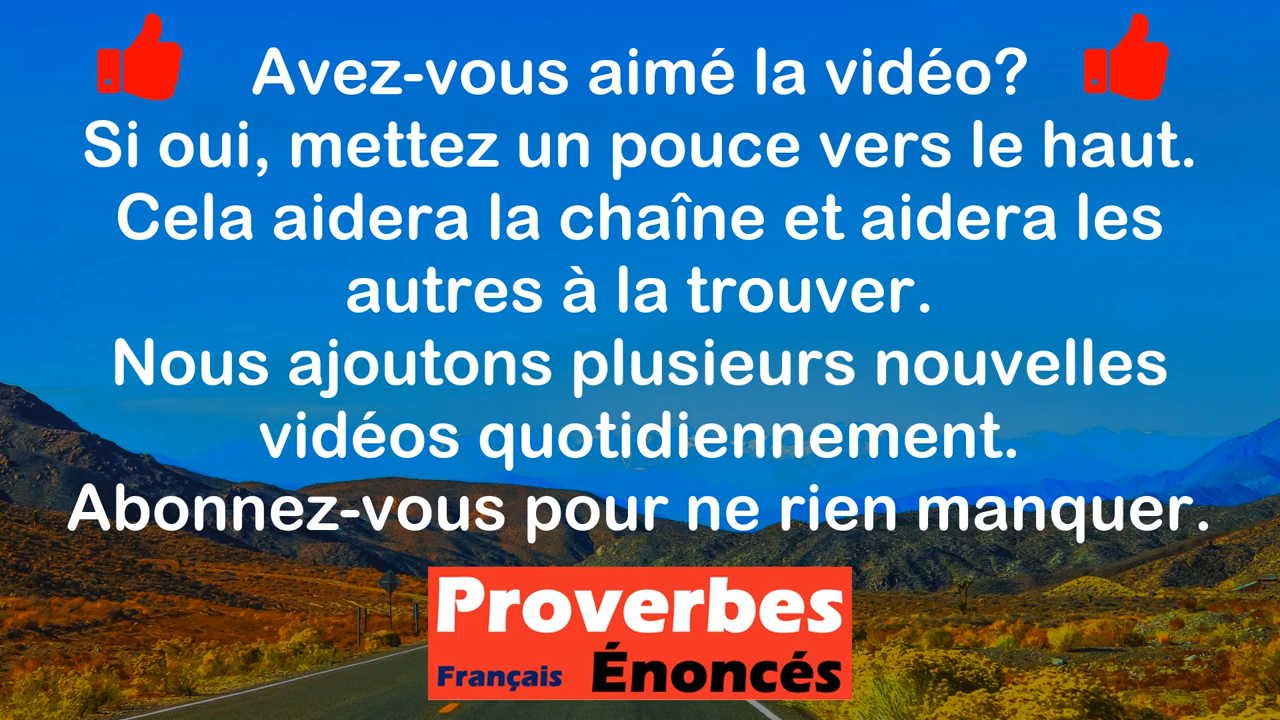 Avez-vous aimé la vidéo?
Si oui, mettez un pouce vers le haut.
Cela aidera la chaîne et aidera les
autres à la trouver.
Nous ajoutons plusieurs nouvelles
vidéos quotidiennement.
Abonnez-vous pour ne rien manquer.
Proverbes
Français Énoncés